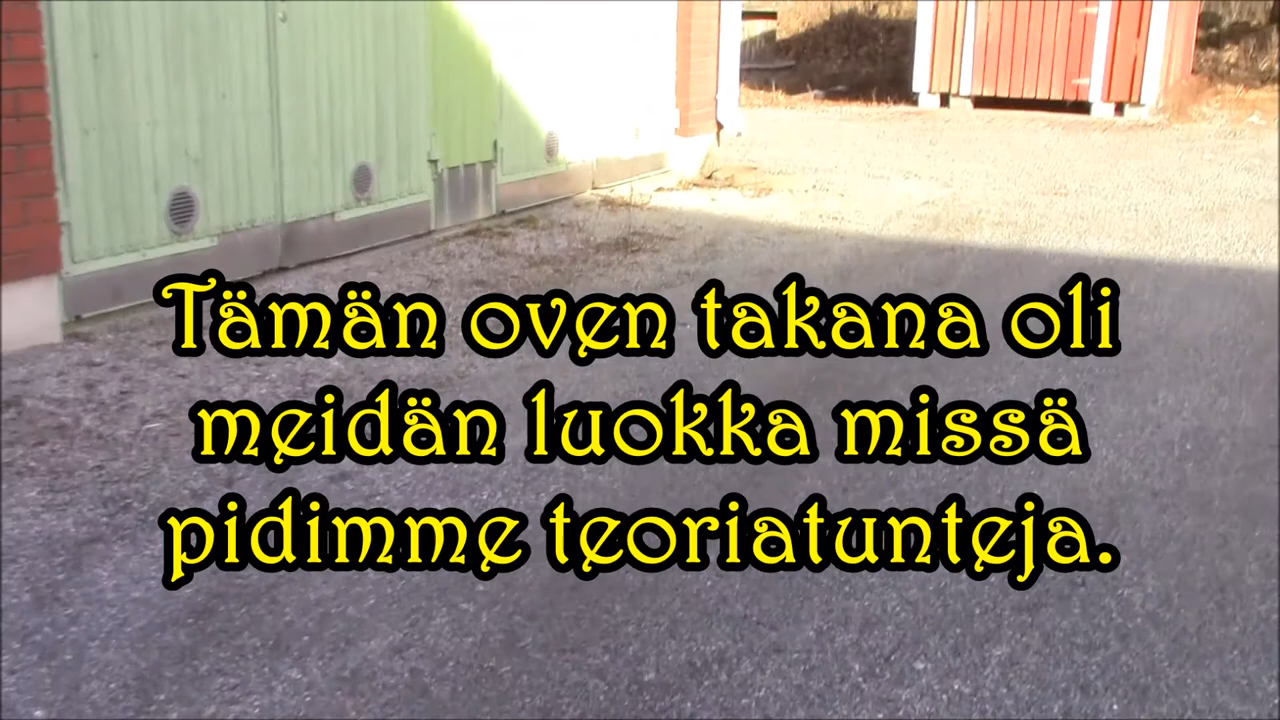 Tämän oven takana oli
meidän luokka missä
pidimme teoriatunteja.